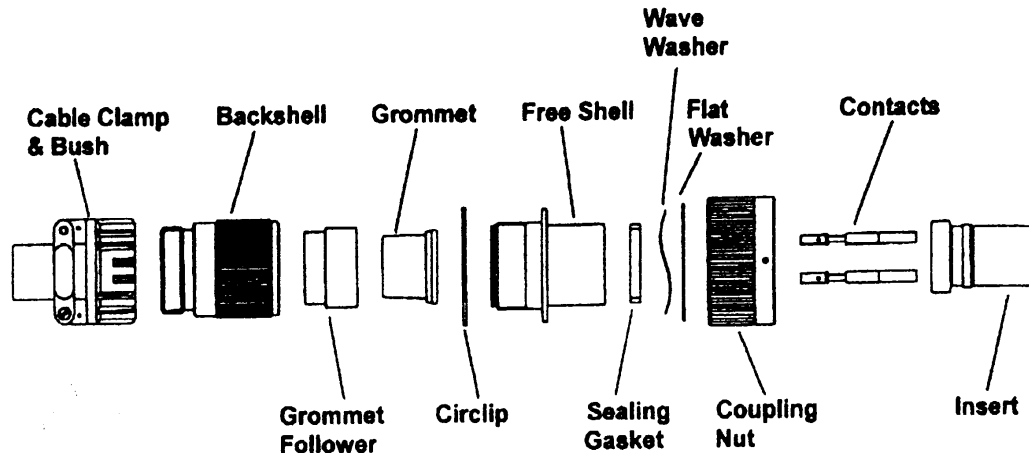 Wave
Washer
Cable Clamp
& Bush
Backshell
Grommet
Free Shell
Flat
Washer
Contacts
Grommet
Follower
Circlip
Sealing
Gasket
Coupling
Nut
Insert